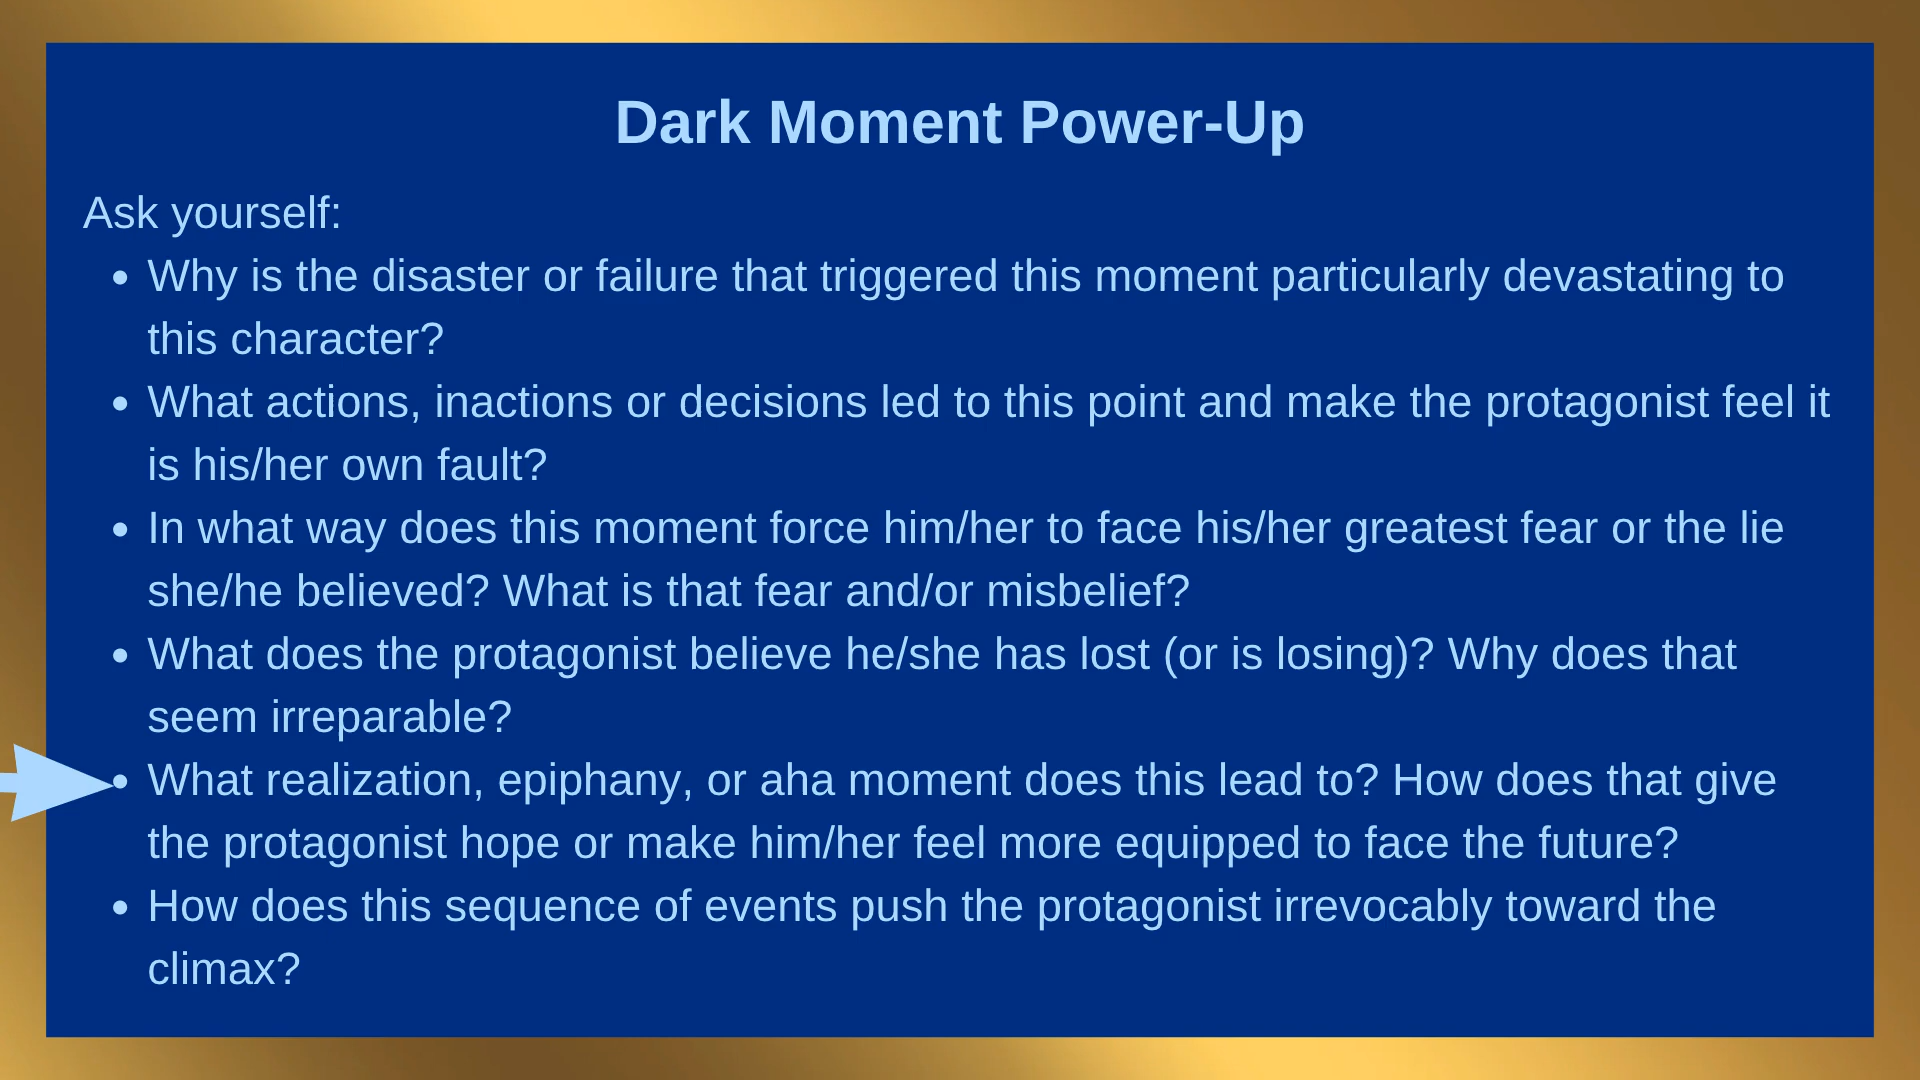 Dark Moment Power-Up
Ask yourself:
• Why is the disaster or failure that triggered this moment particularly devastating to
this character?
• What actions, inactions or decisions led to this point and make the protagonist feel it
is his/her own fault?
• In what way does this moment force him/her to face his/her greatest fear or the lie
she/he believed? What is that fear and/or misbelief?
• What does the protagonist believe he/she has lost (or is losing)? Why does that
seem irreparable?
• What realization, epiphany, or aha moment does this lead to? How does that give
the protagonist hope or make him/her feel more equipped to face the future?
• How does this sequence of events push the protagonist irrevocably toward the
climax?